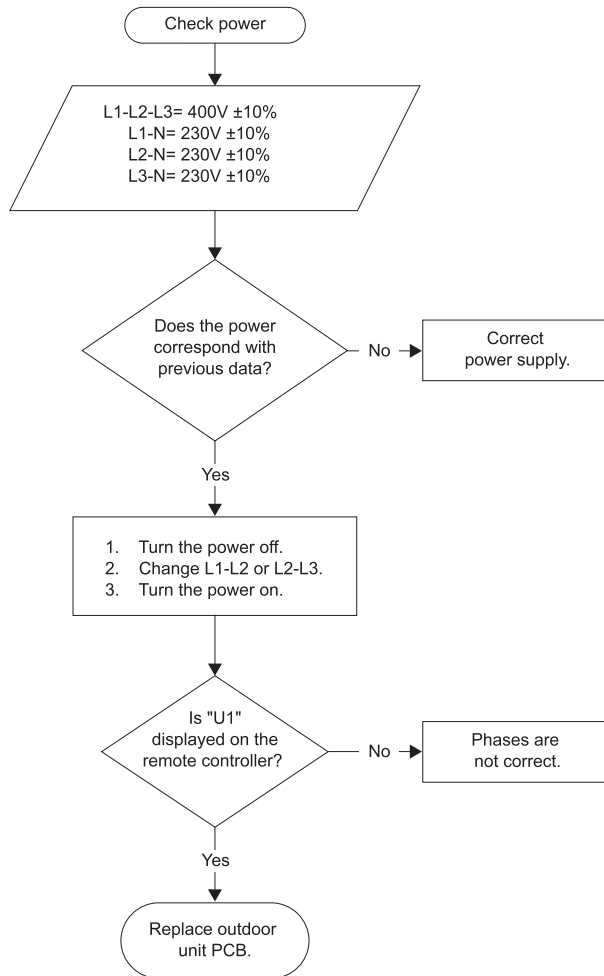 Check power
L1-L2-L3= 400V ±10%
L1-N= 230V ±10%
L2-N= 230V ±10%
L3-N= 230V ±10%
Does the power
correspond with
previous data?
No
Correct
power supply.
Yes
1. Turn the power off.
2. Change L1-L2 or L2-L3.
3. Turn the power on.
Is "U1"
displayed on the
remote controller?
No
Phases are
not correct.
Yes
Replace outdoor
unit PCB.